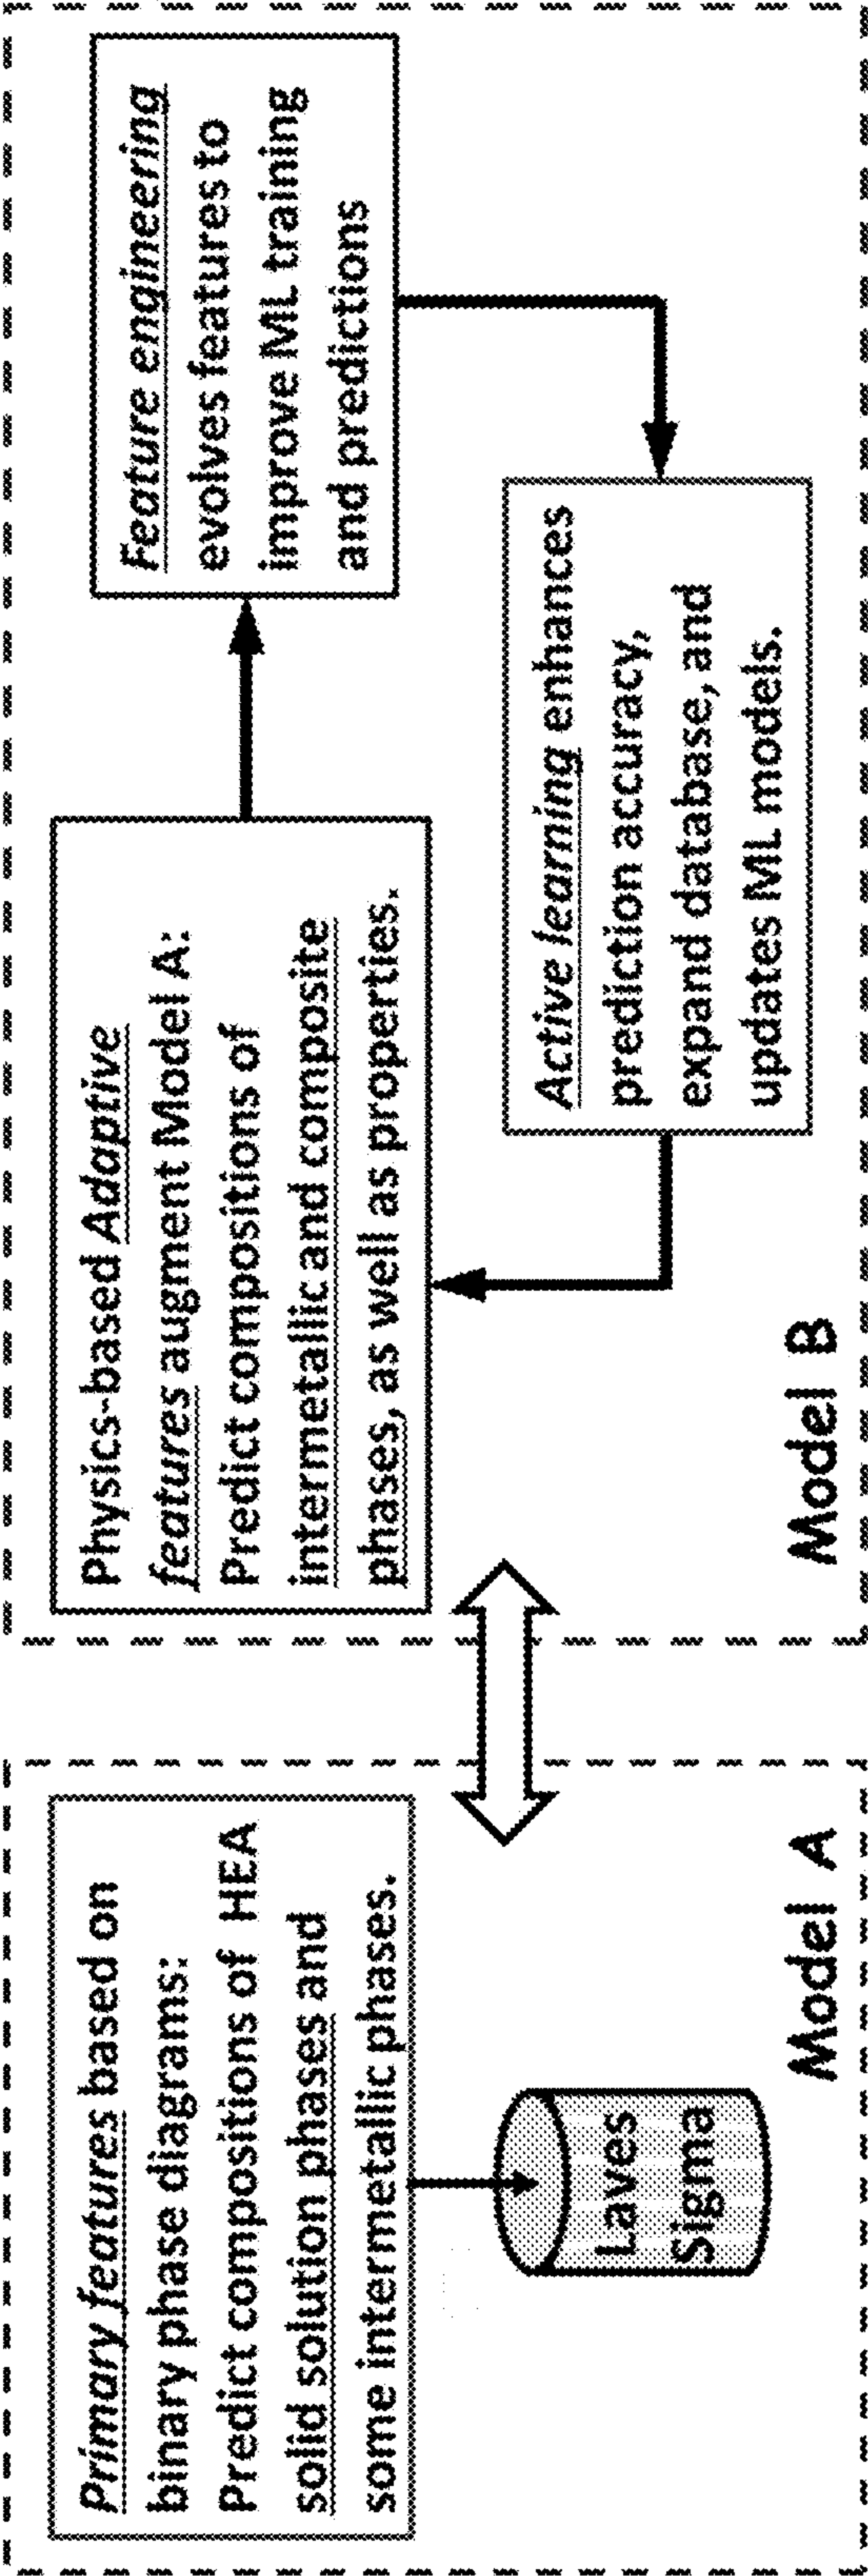 Primary features based on
binary phase diagrams:
Predict compositions of HEA
solid solution phases and
some intermetallic phases.
Laves
Sigma
Model A
Physics-based Adaptive
features augment Model A:
Predict compositions of
intermetallic and composite
phases, as well as properties.
Feature engineering
evolves features to
improve ML training
and predictions
Active learning enhances
prediction accuracy,
expand database, and
updates ML models.
Model B